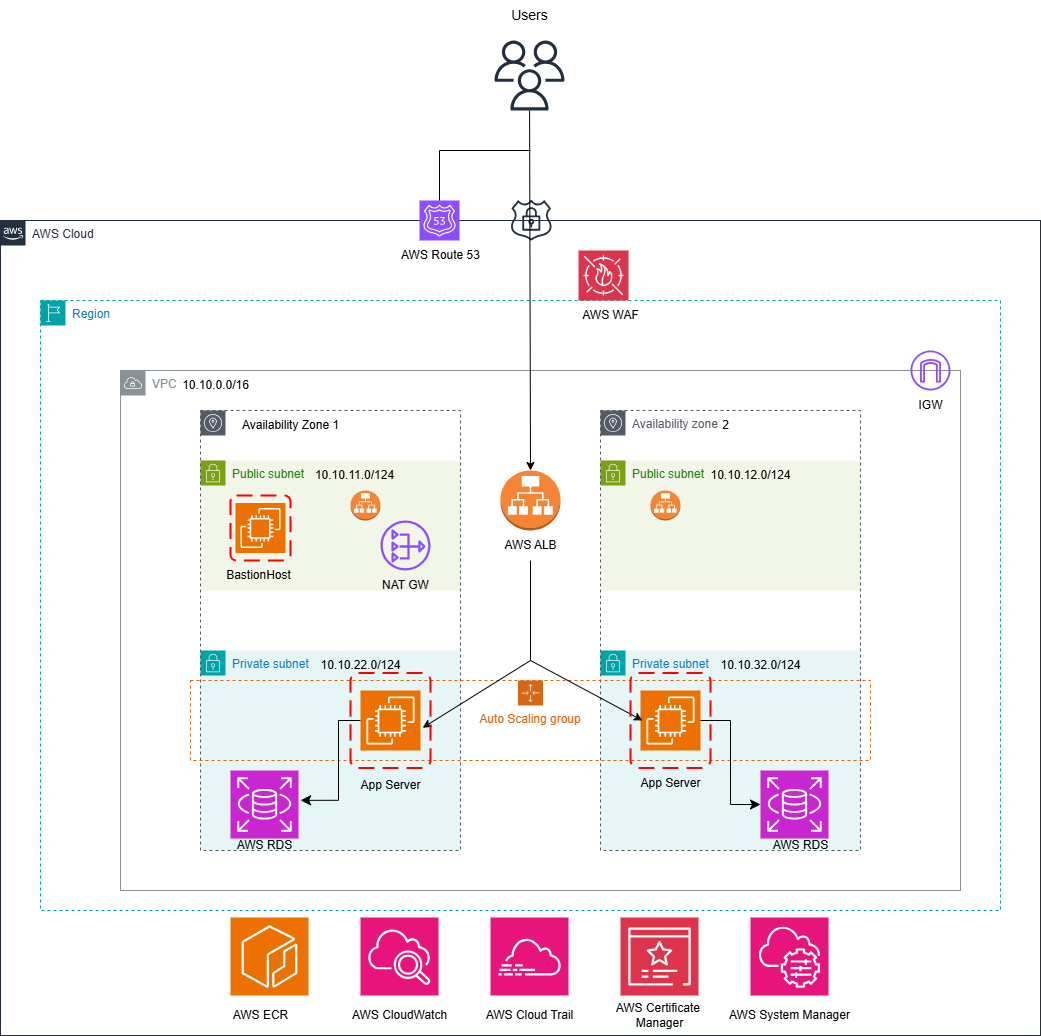 Users
53
aws
AWS Cloud
AWS Route 53
AWS WAF
Region
VPC 10.10.0.0/16
IGW
Availability Zone 1
Availability zone 2
Public subnet 10.10.11.0/124
Public subnet 10.10.12.0/124
AWS ALB
BastionHost
NAT GW
Private subnet 10.10.22.0/124
Private subnet 10.10.32.0/124
Auto Scaling group
App Server
App Server
AWS RDS
AWS RDS
AWS ECR
AWS CloudWatch
AWS Cloud Trail
AWS Certificate
Manager
AWS System Manager